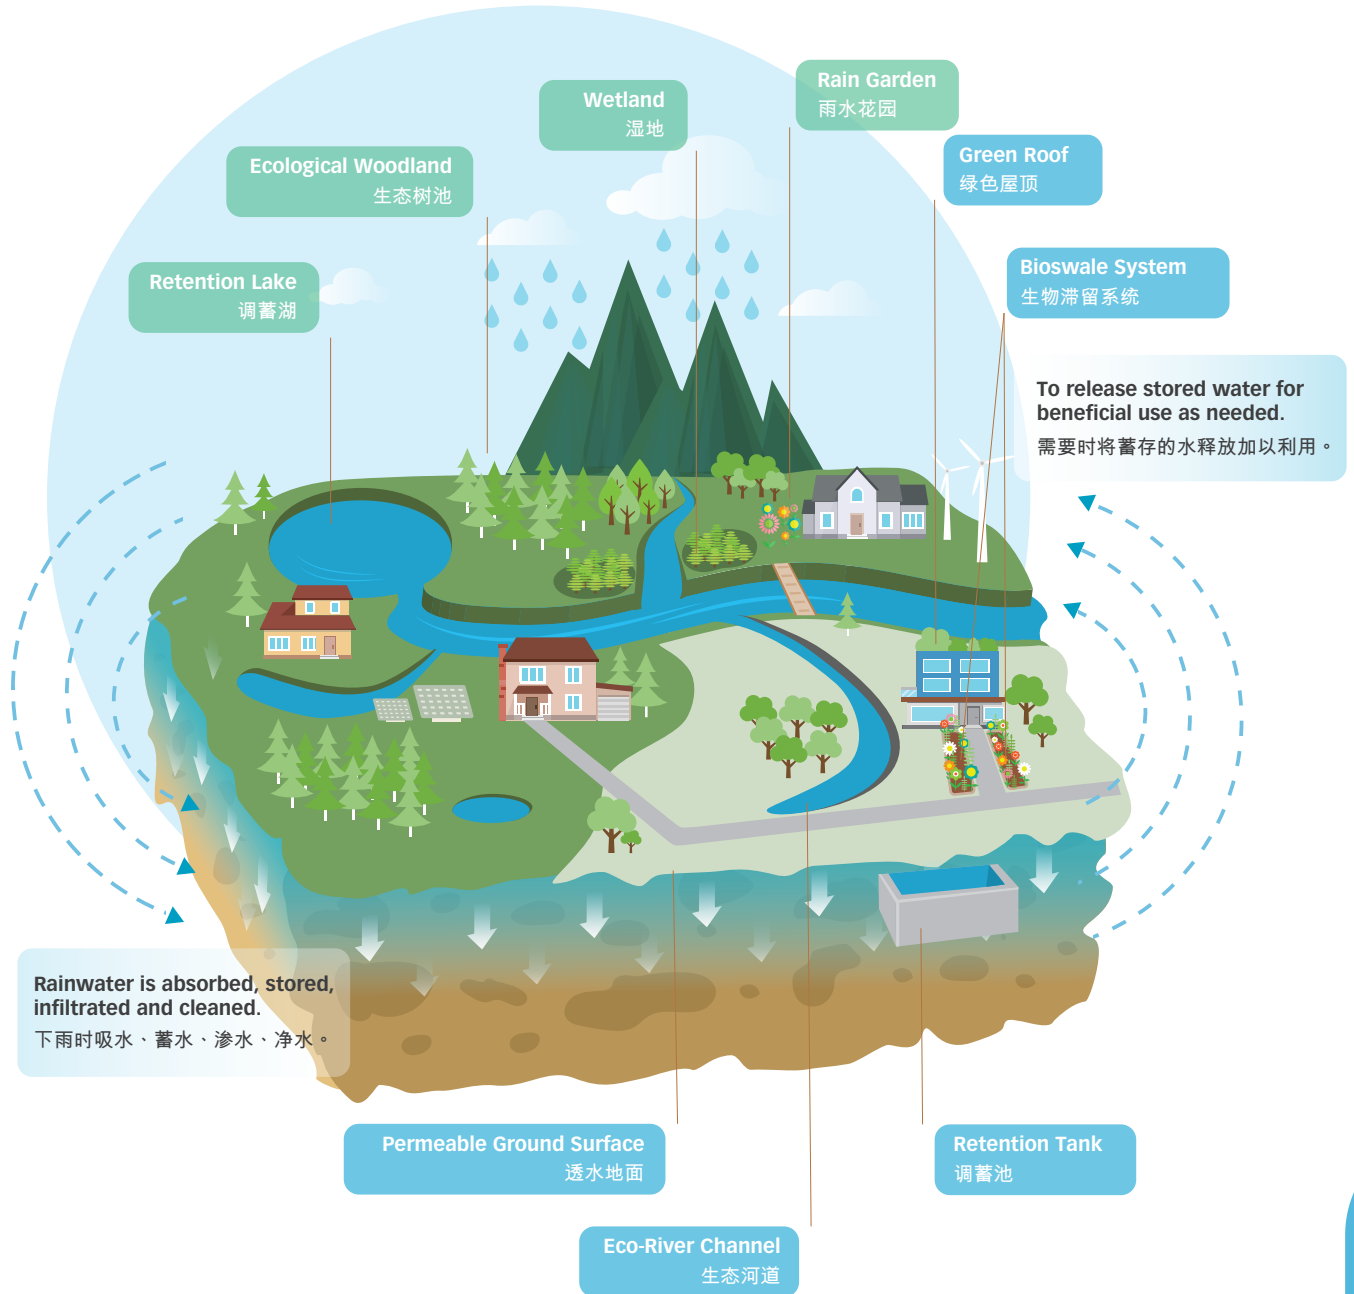 Rain Garden
雨水花园
Wetland
湿地
Green Roof
绿色屋顶
Ecological Woodland
生态树池
Bioswale System
生物滞留系统
Retention Lake
调蓄湖
To release stored water for
beneficial use as needed.
需要时将蓄存的水释放加以利用。
Rainwater is absorbed, stored,
infiltrated and cleaned.
下雨时吸水、蓄水、渗水、净水。
Permeable Ground Surface
透水地面
Retention Tank
调蓄池
Eco-River Channel
生态河道